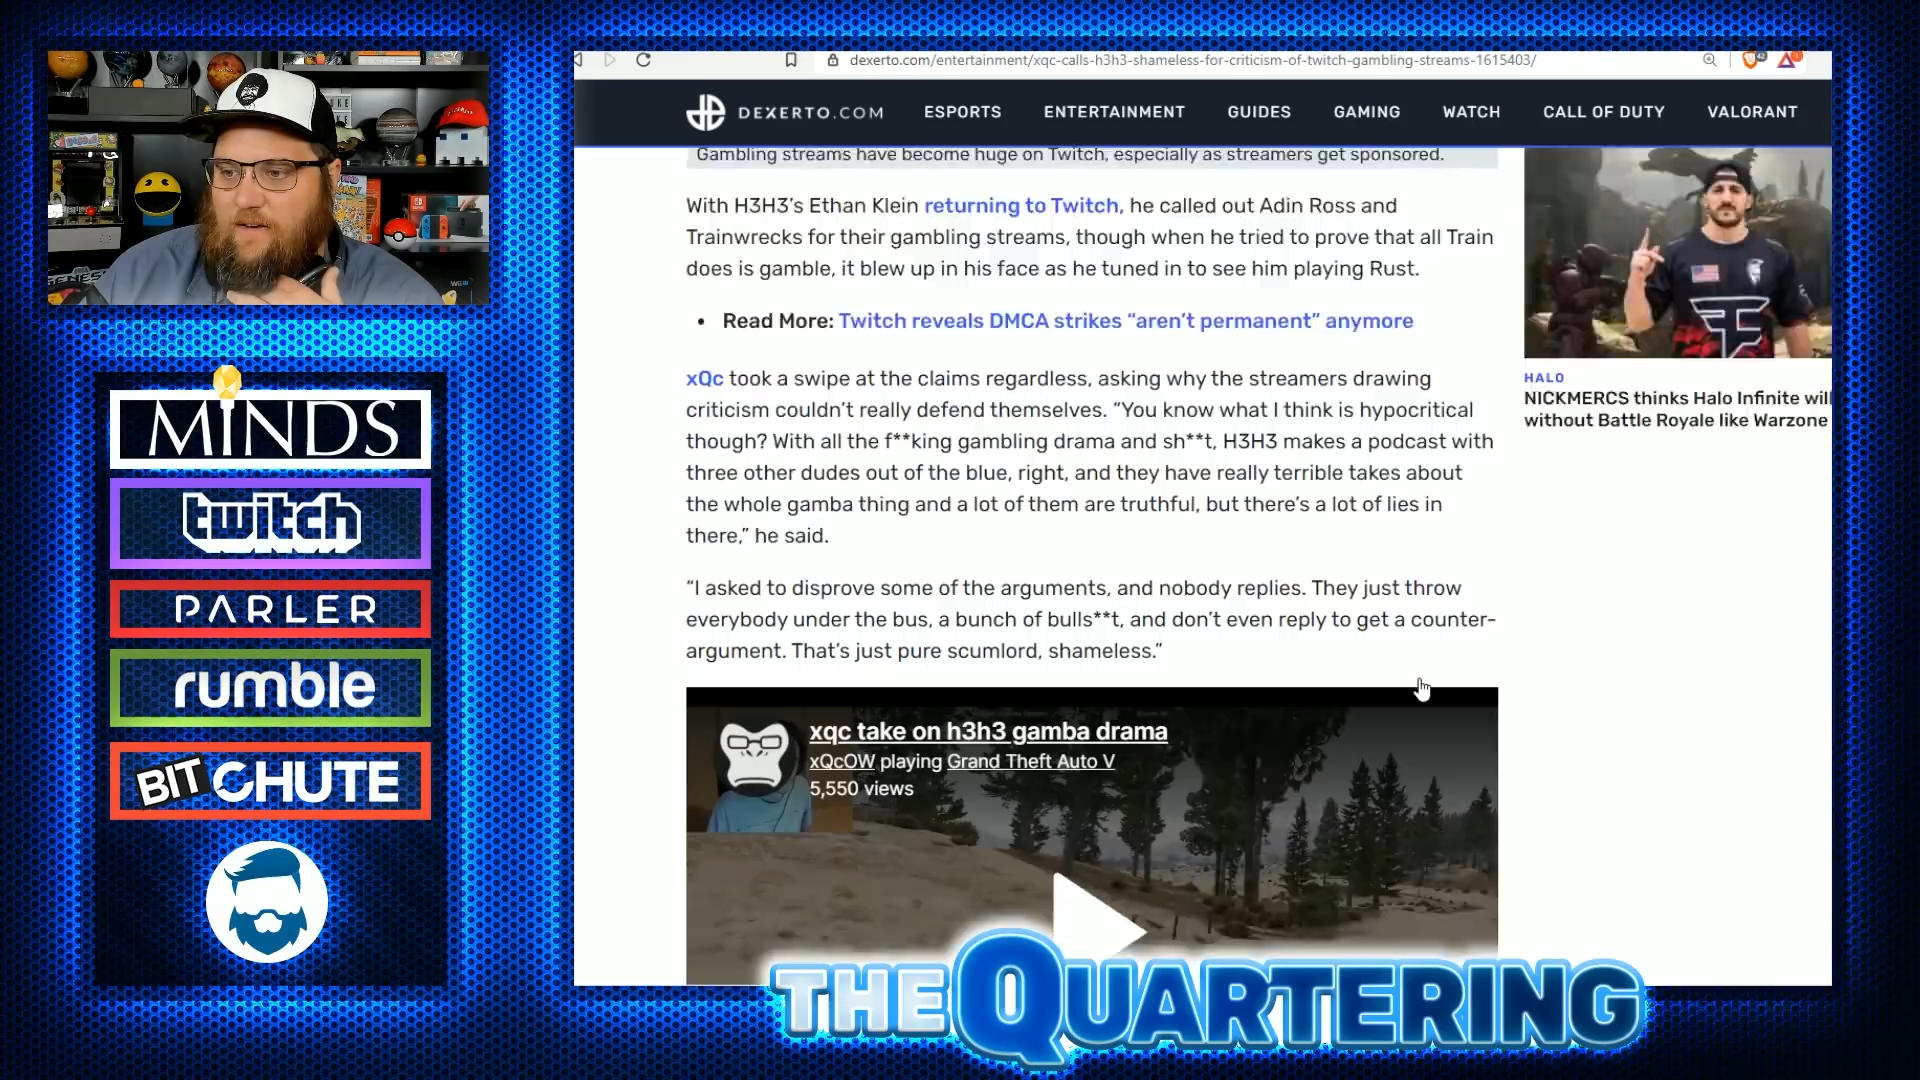 dexerto.com/entertainment/xqc-calls-h3h3-shameless-for-criticism-of-twitch-gambling-streams-1615403/
DEXERTO.COM
ESPORTS
ENTERTAINMENT
GUIDES
GAMING
WATCH
CALL OF DUTY
VALORANT
Gambling streams have become huge on Twitch, especially as streamers get sponsored.
With H3H3’s Ethan Klein returning to Twitch, he called out Adin Ross and
Trainwrecks for their gambling streams, though when he tried to prove that all Train
does is gamble, it blew up in his face as he tuned in to see him playing Rust.
• Read More: Twitch reveals DMCA strikes “aren’t permanent” anymore
xQc took a swipe at the claims regardless, asking why the streamers drawing
criticism couldn’t really defend themselves. “You know what I think is hypocritical
though? With all the f**king gambling drama and sh**t, H3H3 makes a podcast with
three other dudes out of the blue, right, and they have really terrible takes about
the whole gamba thing and a lot of them are truthful, but there’s a lot of lies in
there,” he said.
“I asked to disprove some of the arguments, and nobody replies. They just throw
everybody under the bus, a bunch of bulls**t, and don’t even reply to get a counter-
argument. That’s just pure scumlord, shameless.”
xqc take on h3h3 gamba drama
xQcOW playing Grand Theft Auto V
5,550 views
HALO
NICKMERCS thinks Halo Infinite will
without Battle Royale like Warzone
MINDS
twitch
PARLER
rumble
BITCHUTE
THE QUARTERING